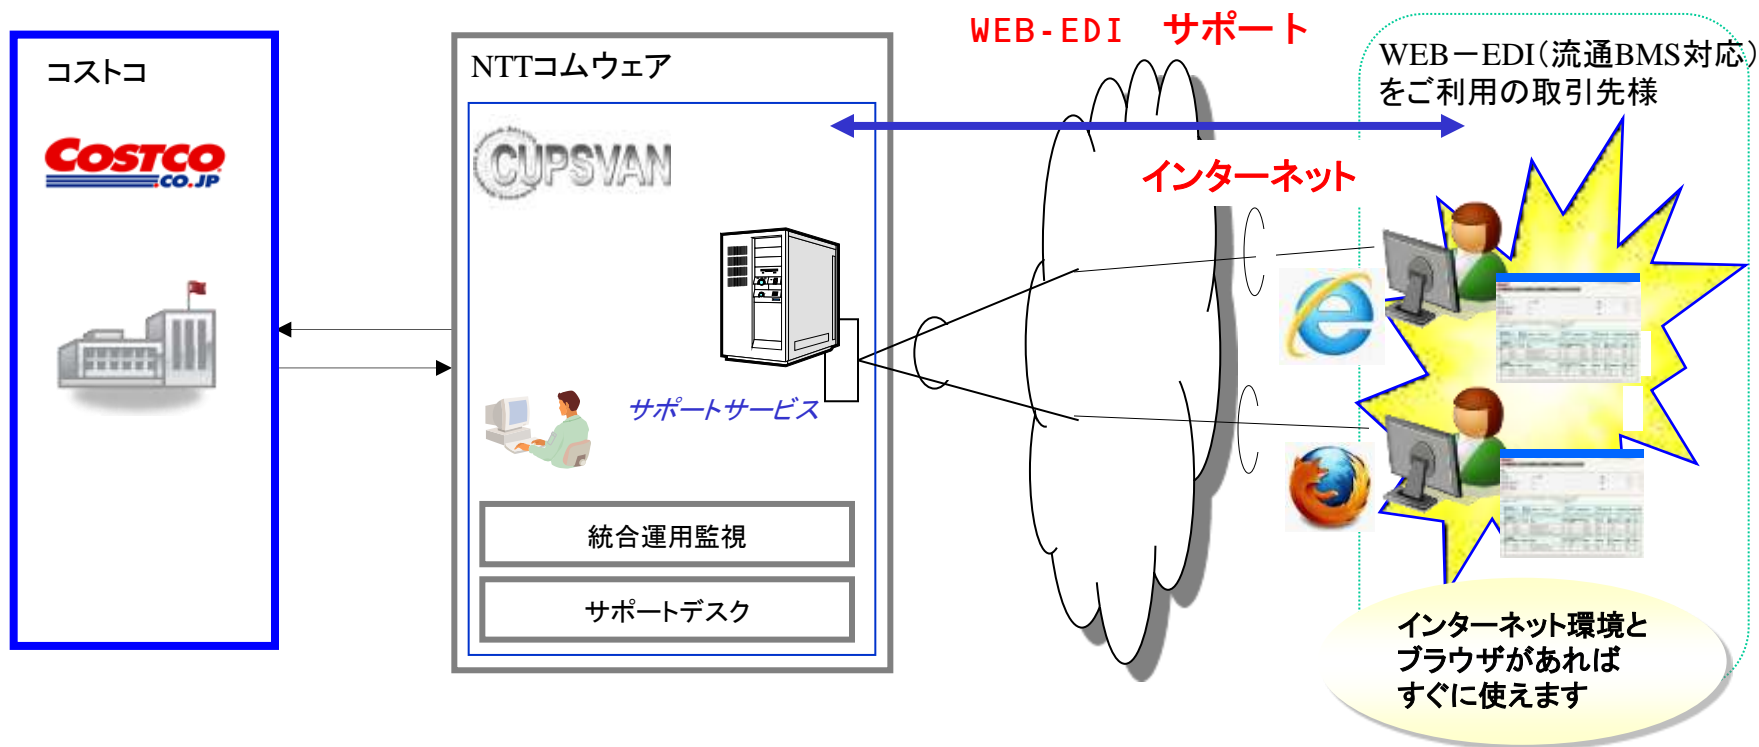 コストコ
COSTCO
.CO.JP
NTTコムウェア
CUPSVAN
サポートサービス
統合運用監視
サポートデスク
WEB-EDI　サポート
インターネット
WEB－EDI(流通BMS対応)
をご利用の取引先様
インターネット環境と
ブラウザがあれば
すぐに使えます